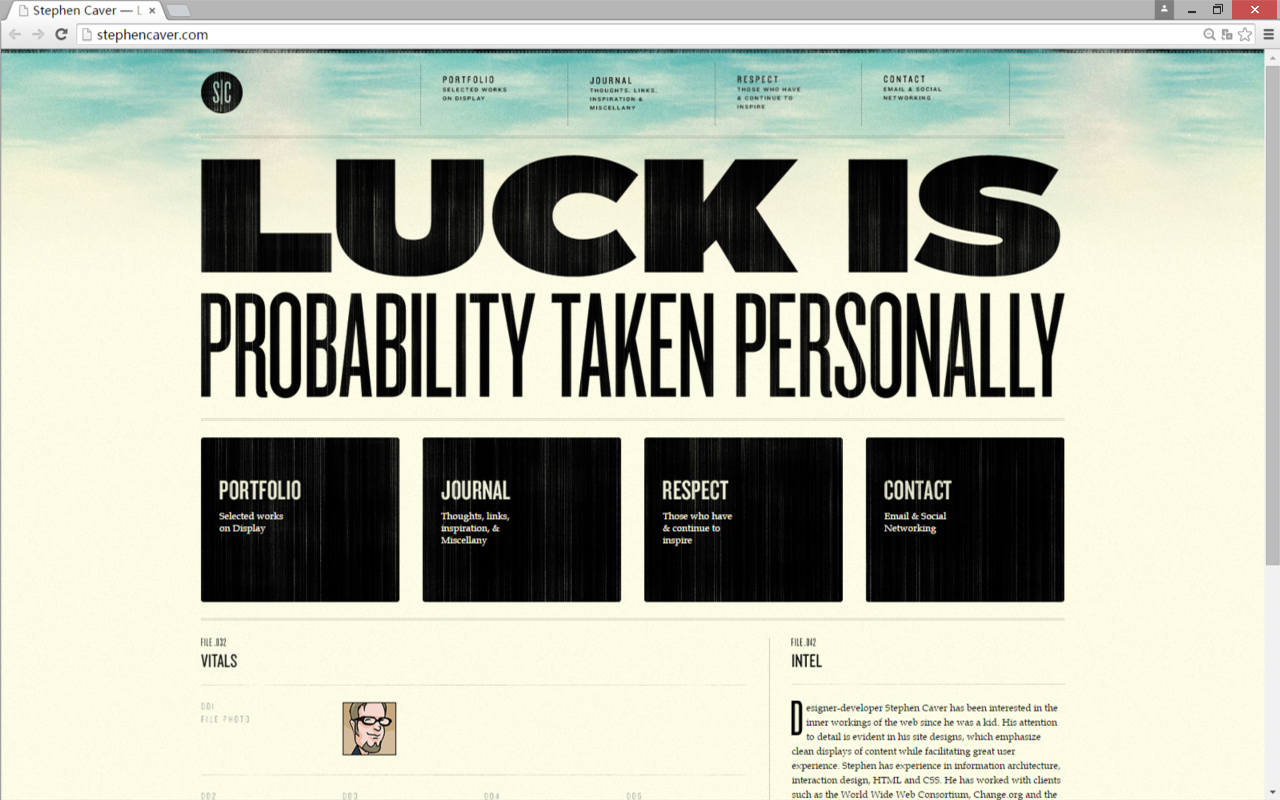 Stephen Caver — L
stephencaver.com
S|C
PORTFOLIO
SELECTED WORKS
ON DISPLAY
JOURNAL
THOUGHTS, LINKS,
INSPIRATION &
MISCELLANY
RESPECT
THOSE WHO HAVE
& CONTINUE TO
INSPIRE
CONTACT
EMAIL & SOCIAL
NETWORKING
LUCK IS
PROBABILITY TAKEN PERSONALLY
PORTFOLIO
Selected works
on Display
JOURNAL
Thoughts, links,
inspiration, &
Miscellany
RESPECT
Those who have
& continue to
inspire
CONTACT
Email & Social
Networking
FILE .032
VITALS
001
FILE PHOTO
002 003 004 005
FILE .042
INTEL
Designer-developer Stephen Caver has been interested in the
inner workings of the web since he was a kid. His attention
to detail is evident in his site designs, which emphasize
clean displays of content while facilitating great user
experience. Stephen has experience in information architecture,
interaction design, HTML and CSS. He has worked with clients
such as the World Wide Web Consortium, Change.org and the